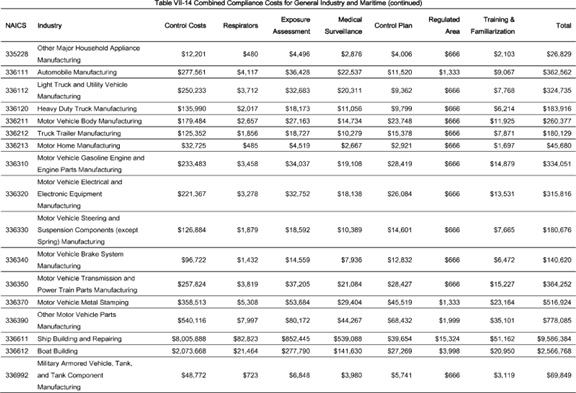 Table VII-14 Combined Compliance Costs for General Industry and Maritime (continued)
NAICS Industry Control Costs Respirators Exposure Assessment Medical Surveillance Control Plan Regulated Area Training & Familiarization Total
335228 Other Major Household Appliance Manufacturing $12,201 $480 $4,496 $2,876 $4,006 $666 $2,103 $26,829
336111 Automobile Manufacturing $277,561 $4,117 $36,428 $22,537 $11,520 $1,333 $9,067 $362,562
336112 Light Truck and Utility Vehicle Manufacturing $250,233 $3,712 $32,683 $20,311 $9,362 $666 $7,768 $324,735
336120 Heavy Duty Truck Manufacturing $135,990 $2,017 $18,173 $11,056 $9,799 $666 $6,214 $183,916
336211 Motor Vehicle Body Manufacturing $179,484 $2,657 $27,163 $14,734 $23,748 $666 $11,925 $260,377
336212 Truck Trailer Manufacturing $125,352 $1,856 $18,727 $10,279 $15,378 $666 $7,871 $180,129
336213 Motor Home Manufacturing $32,725 $485 $4,519 $2,667 $2,921 $666 $1,697 $45,680
336310 Motor Vehicle Gasoline Engine and Engine Parts Manufacturing $233,483 $3,458 $34,037 $19,108 $28,419 $666 $14,879 $334,051
336320 Motor Vehicle Electrical and Electronic Equipment Manufacturing $221,367 $3,278 $32,752 $18,138 $26,084 $666 $13,531 $315,816
336330 Motor Vehicle Steering and Suspension Components (except Spring) Manufacturing $126,884 $1,879 $18,592 $10,389 $14,601 $666 $7,665 $180,676
336340 Motor Vehicle Brake System Manufacturing $96,722 $1,432 $14,559 $7,936 $12,832 $666 $6,472 $140,620
336350 Motor Vehicle Transmission and Power Train Parts Manufacturing $257,824 $3,819 $37,205 $21,084 $28,427 $666 $15,227 $364,252
336370 Motor Vehicle Metal Stamping $358,513 $5,308 $53,684 $29,404 $45,519 $1,333 $23,164 $516,924
336390 Other Motor Vehicle Parts Manufacturing $540,116 $7,997 $80,172 $44,267 $68,432 $1,999 $35,101 $778,085
336611 Ship Building and Repairing $8,005,888 $82,823 $852,445 $539,088 $39,654 $15,324 $51,162 $9,586,384
336612 Boat Building $2,073,668 $21,464 $277,790 $141,630 $27,269 $3,998 $20,950 $2,566,768
336992 Military Armored Vehicle, Tank, and Tank Component Manufacturing $48,772 $723 $6,848 $3,980 $5,741 $666 $3,119 $69,849